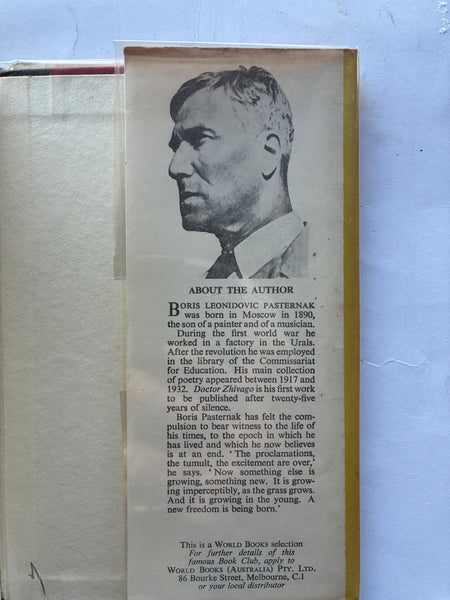 ABOUT THE AUTHOR
BORIS LEONIDOVIC PASTERNAK
was born in Moscow in 1890,
the son of a painter and of a musician.
During the first world war he
worked in a factory in the Urals.
After the revolution he was employed
in the library of the Commissariat
for Education. His main collection
of poetry appeared between 1917 and
1932. Doctor Zhivago is his first work
to be published after twenty-five
years of silence.
Boris Pasternak has felt the com-
pulsion to bear witness to the life of
his times, to the epoch in which he
has lived and which he now believes
is at an end. ‘The proclamations,
the tumult, the excitement are over,’
he says. ‘Now something else is
growing, something new. It is grow-
ing imperceptibly, as the grass grows.
And it is growing in the young. A
new freedom is being born.’
This is a WORLD BOOKS selection
For further details of this
famous Book Club, apply to
WORLD BOOKS (AUSTRALIA) PTY. LTD.
86 Bourke Street, Melbourne, C.1
or your local distributor